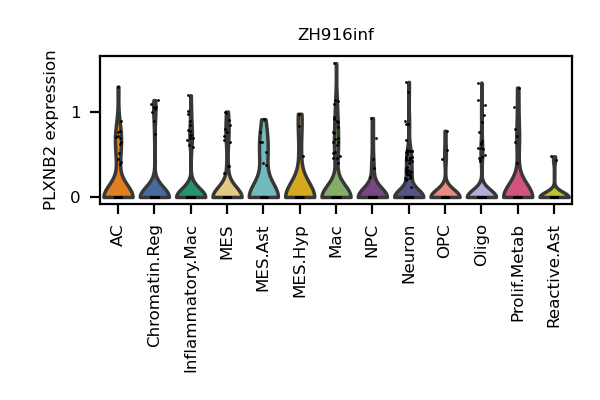 ZH916inf
PLXNB2 expression
1
0
AC
Chromatin.Reg
Inflammatory.Mac
MES
MES.Ast
MES.Hyp
Mac
NPC
Neuron
OPC
Oligo
Prolif.Metab
Reactive.Ast